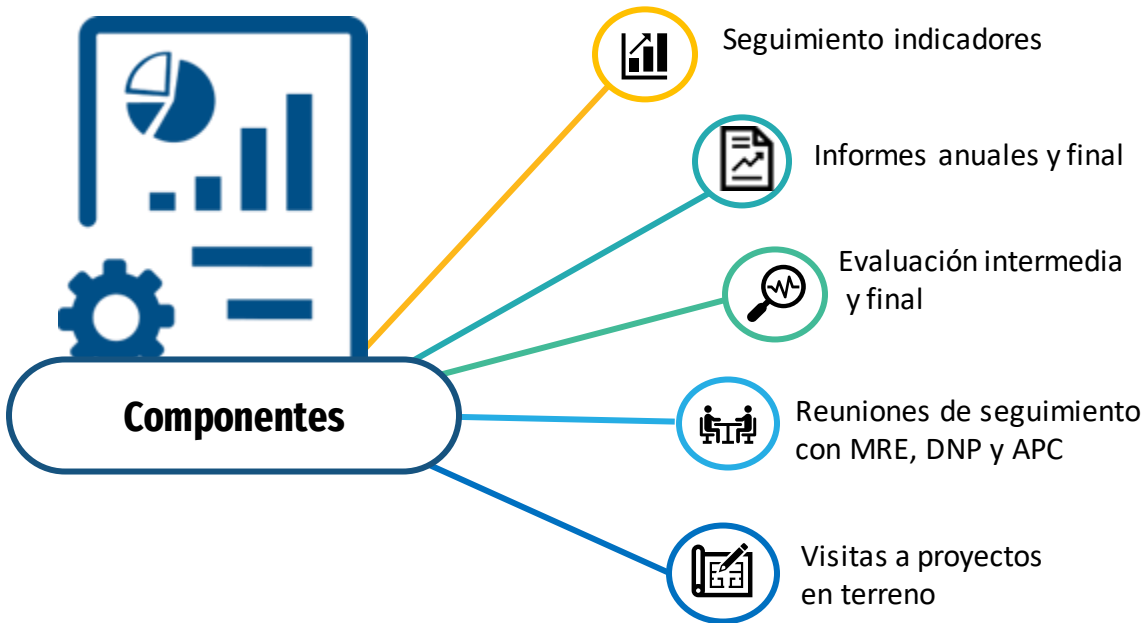 Seguimiento indicadores
Informes anuales y final
Evaluación intermedia
y final
Componentes
Reuniones de seguimiento
con MRE, DNP y APC
Visitas a proyectos
en terreno